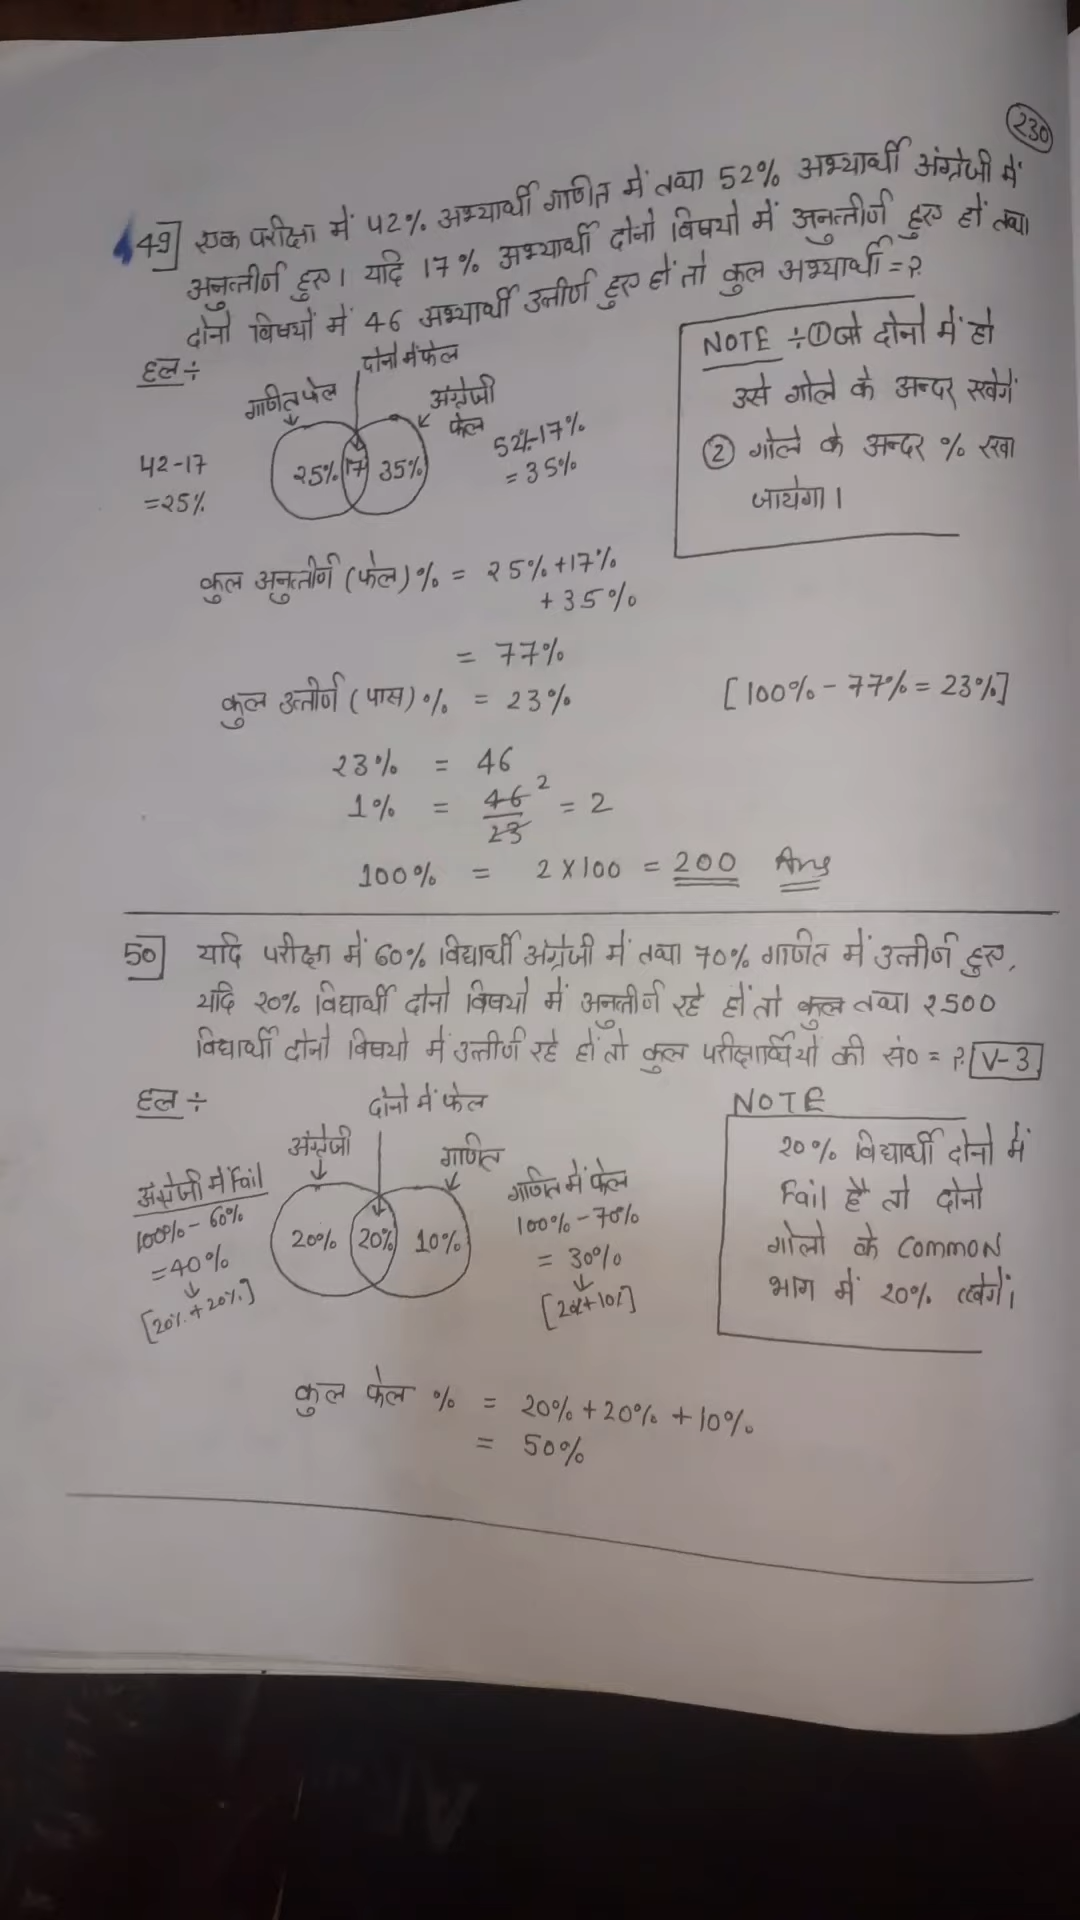 230
49] एक परीक्षा में 42% अभ्यार्थी गणित में तथा 52% अभ्यार्थी अंग्रेजी में
अनुत्तीर्ण हुए। यदि 17% अभ्यार्थी दोनो विषयो में अनुत्तीर्ण हुए हों तथा
दोनो विषयों में 46 अभ्यार्थी उत्तीर्ण हुए हों तो कुल अभ्यार्थी = ?
हल ÷
दोनो में फेल
गणित फेल
अंग्रेजी
फेल
42-17
=25%
25% 17 35%
52%-17%
= 35%
NOTE ÷ ① जो दोनो में हो
उसे गोले के अन्दर रखेगें
② गोले के अन्दर % रखा
जायेगा।
कुल अनुत्तीर्ण (फेल) % = 25% + 17%
+ 35%
= 77%
कुल उत्तीर्ण (पास) % = 23% [100% - 77% = 23%]
23% = 46
1% = 46/23 2 = 2
100% = 2 X 100 = 200 Ans
50] यदि परीक्षा में 60% विद्यार्थी अंग्रेजी में तथा 70% गणित में उत्तीर्ण हुए,
यदि 20% विद्यार्थी दोनो विषयो में अनुत्तीर्ण रहे हों तो कुल तथा 2500
विद्यार्थी दोनो विषयो में उत्तीर्ण रहे हों तो कुल परीक्षार्थियो की सं० = ? V-3
हल ÷
दोनो में फेल
अंग्रेजी
गणित
अंग्रेजी में Fail
100% - 60%
= 40%
[20% + 20%]
20% 20% 10%
गणित में फेल
100% - 70%
= 30%
[20%+10%]
NOTE
20% विद्यार्थी दोनो में
Fail है तो दोनो
गोलो के COMMON
भाग में 20% रखेगें।
कुल फेल % = 20% + 20% + 10%
= 50%